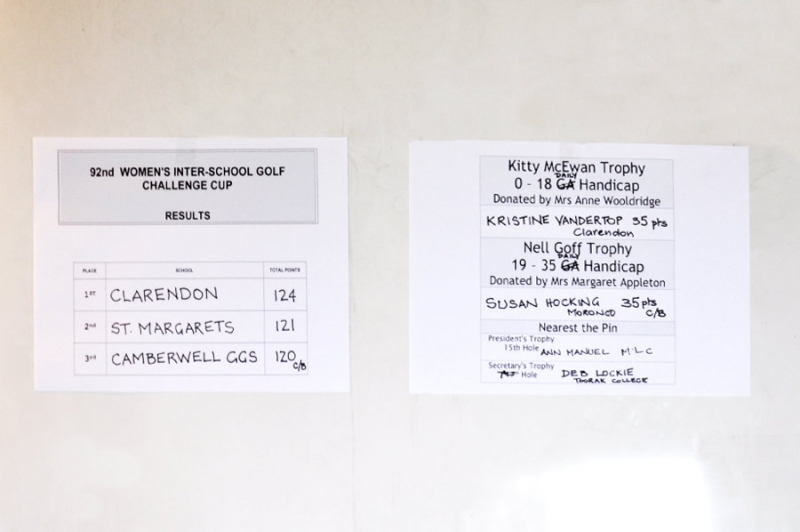 92nd WOMEN'S INTER-SCHOOL GOLF
CHALLENGE CUP
RESULTS
PLACE SCHOOL TOTAL POINTS
1st CLARENDON 124
2nd ST. MARGARETS 121
3rd CAMBERWELL GGS 120
C/B
Kitty McEwan Trophy
DAILY
0 - 18 GA Handicap
Donated by Mrs Anne Wooldridge
KRISTINE VANDERTOP 35 pts
Clarendon
Nell Goff Trophy
DAILY
19 - 35 GA Handicap
Donated by Mrs Margaret Appleton
SUSAN HOCKING 35 pts
MORONGO C/B
Nearest the Pin
President's Trophy
15th Hole ANN MANUEL MLC
Secretary's Trophy
Hole DEB LOCKIE
TOORAK COLLEGE